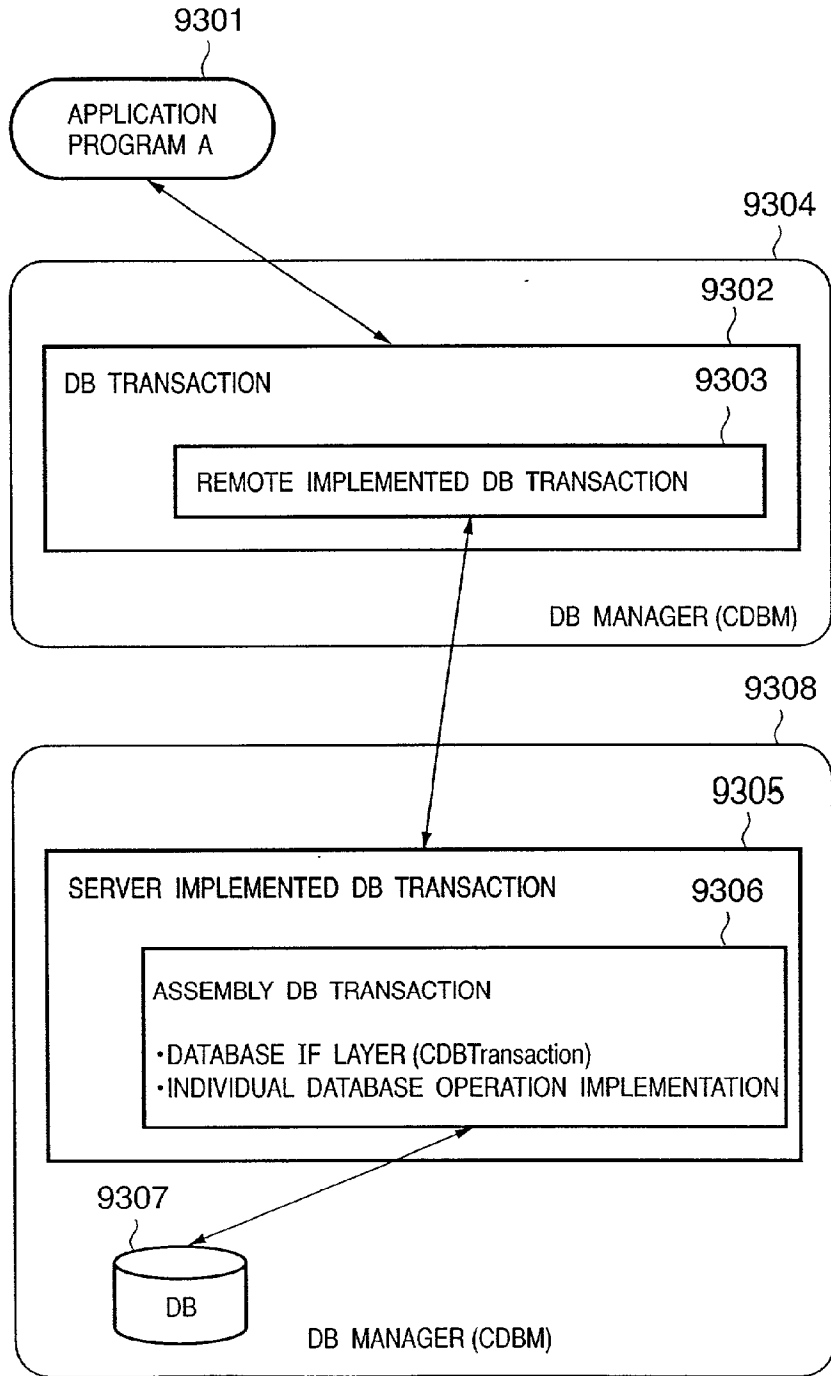 9301
APPLICATION
PROGRAM A
9304
9302
DB TRANSACTION
9303
REMOTE IMPLEMENTED DB TRANSACTION
DB MANAGER (CDBM)
9308
9305
SERVER IMPLEMENTED DB TRANSACTION
9306
ASSEMBLY DB TRANSACTION
・DATABASE IF LAYER (CDBTransaction)
・INDIVIDUAL DATABASE OPERATION IMPLEMENTATION
9307
DB
DB MANAGER (CDBM)